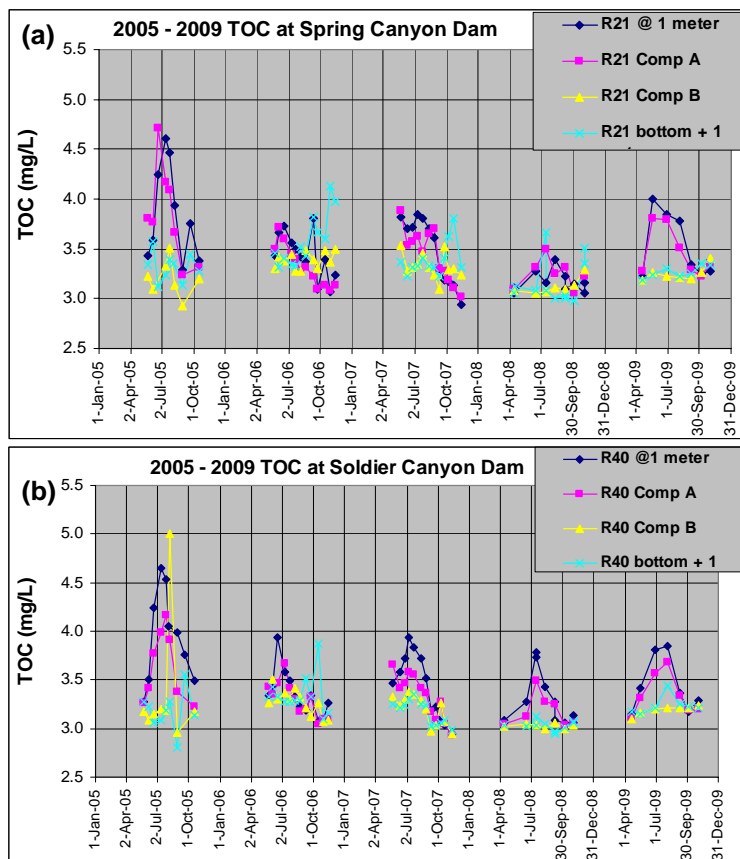 (a)
2005 - 2009 TOC at Spring Canyon Dam
R21 @ 1 meter
R21 Comp A
R21 Comp B
R21 bottom + 1
TOC (mg/L)
5.5
5.0
4.5
4.0
3.5
3.0
2.5
1-Jan-05
2-Apr-05
2-Jul-05
1-Oct-05
1-Jan-06
2-Apr-06
2-Jul-06
1-Oct-06
1-Jan-07
2-Apr-07
2-Jul-07
1-Oct-07
1-Jan-08
1-Apr-08
1-Jul-08
30-Sep-08
31-Dec-08
1-Apr-09
1-Jul-09
30-Sep-09
31-Dec-09
(b)
2005 - 2009 TOC at Soldier Canyon Dam
R40 @1 meter
R40 Comp A
R40 Comp B
R40 bottom + 1
TOC (mg/L)
5.5
5.0
4.5
4.0
3.5
3.0
2.5
1-Jan-05
2-Apr-05
2-Jul-05
1-Oct-05
1-Jan-06
2-Apr-06
2-Jul-06
1-Oct-06
1-Jan-07
2-Apr-07
2-Jul-07
1-Oct-07
1-Jan-08
1-Apr-08
1-Jul-08
30-Sep-08
31-Dec-08
1-Apr-09
1-Jul-09
30-Sep-09
31-Dec-09